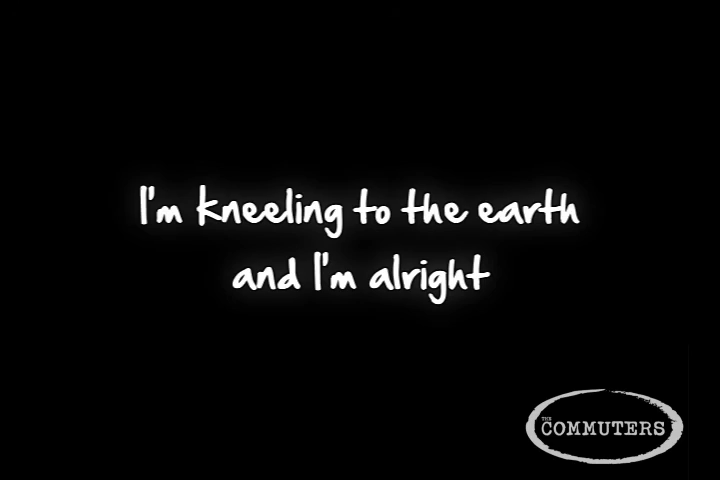 I'm kneeling to the earth
and I'm alright
THE
COMMUTERS